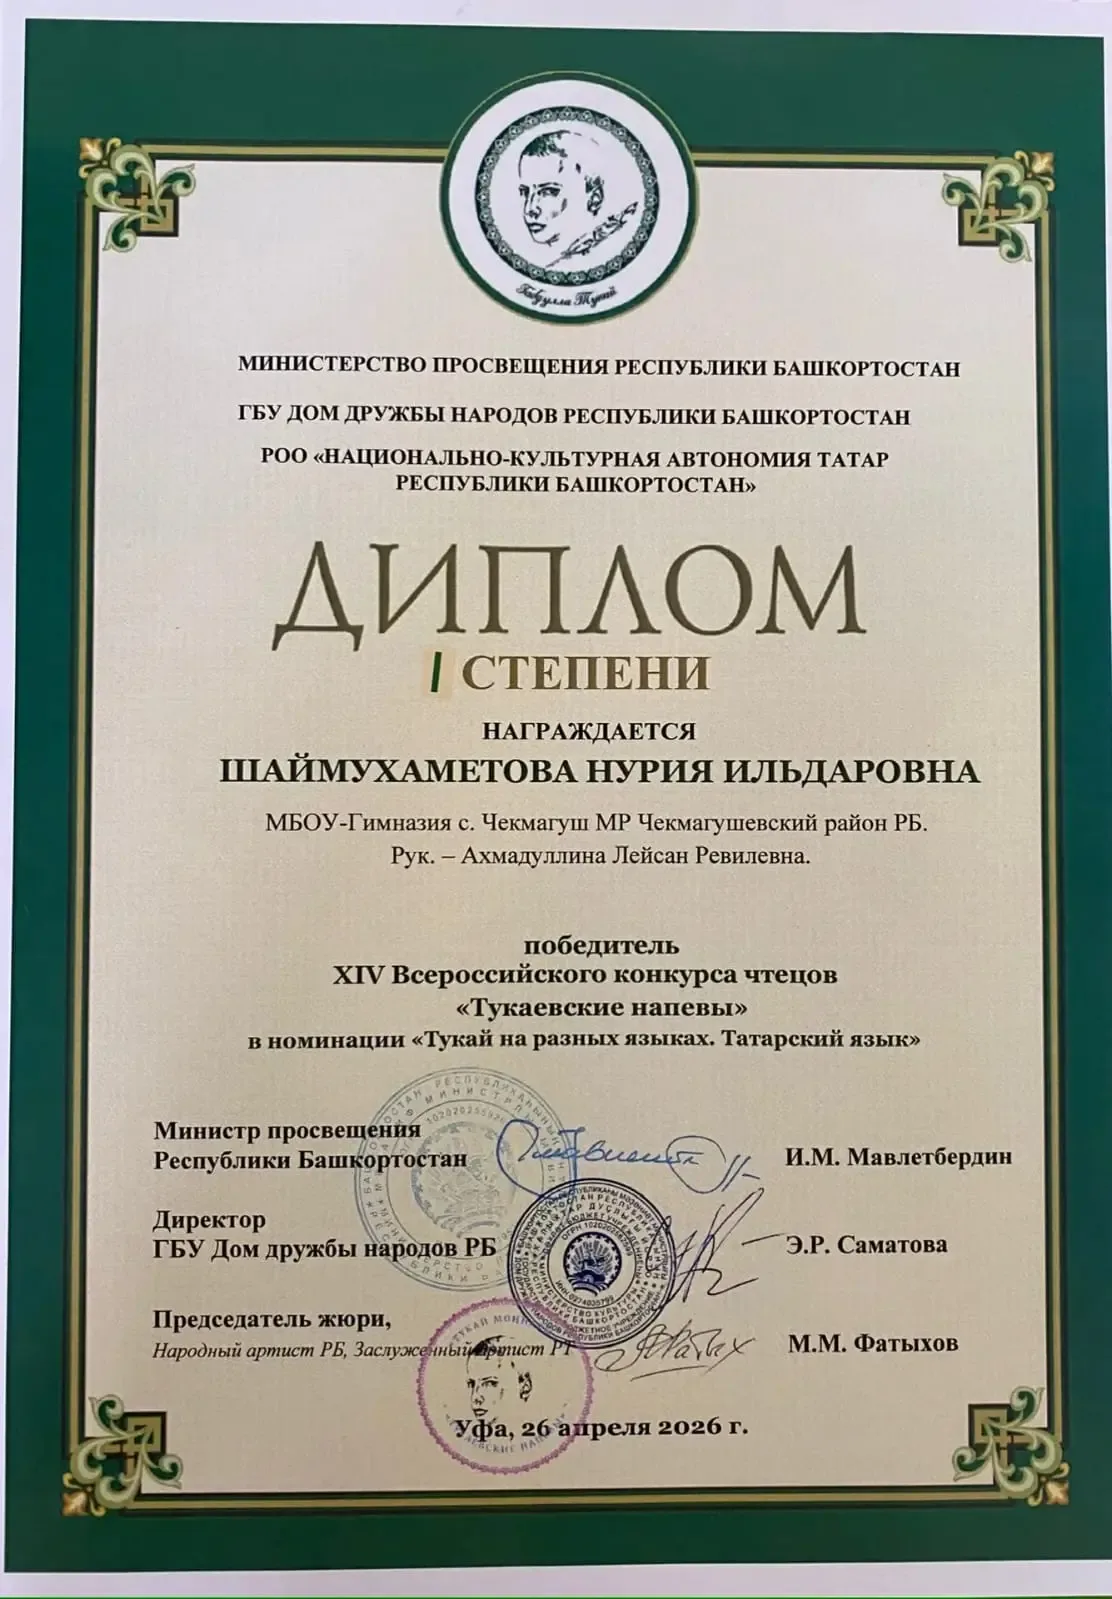 Габдулла Тукай
МИНИСТЕРСТВО ПРОСВЕЩЕНИЯ РЕСПУБЛИКИ БАШКОРТОСТАН
ГБУ ДОМ ДРУЖБЫ НАРОДОВ РЕСПУБЛИКИ БАШКОРТОСТАН
РОО «НАЦИОНАЛЬНО-КУЛЬТУРНАЯ АВТОНОМИЯ ТАТАР
РЕСПУБЛИКИ БАШКОРТОСТАН»
ДИПЛОМ
I СТЕПЕНИ
НАГРАЖДАЕТСЯ
ШАЙМУХАМЕТОВА НУРИЯ ИЛЬДАРОВНА
МБОУ-Гимназия с. Чекмагуш МР Чекмагушевский район РБ.
Рук. – Ахмадуллина Лейсан Ревилевна.
победитель
XIV Всероссийского конкурса чтецов
«Тукаевские напевы»
в номинации «Тукай на разных языках. Татарский язык»
Министр просвещения
Республики Башкортостан И.М. Мавлетбердин
Директор
ГБУ Дом дружбы народов РБ Э.Р. Саматова
Председатель жюри,
Народный артист РБ, Заслуженный артист РТ М.М. Фатыхов
Уфа, 26 апреля 2026 г.